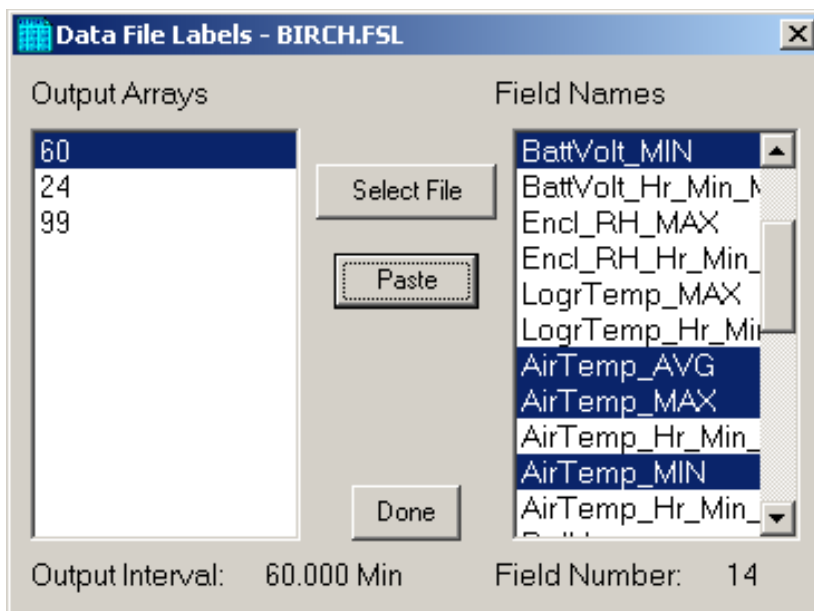 Data File Labels - BIRCH.FSL
Output Arrays
Field Names
60
24
99
Select File
Paste
Done
BattVolt_MIN
BattVolt_Hr_Min_
Encl_RH_MAX
Encl_RH_Hr_Min_
LogrTemp_MAX
LogrTemp_Hr_Min
AirTemp_AVG
AirTemp_MAX
AirTemp_Hr_Min_
AirTemp_MIN
AirTemp_Hr_Min_
Output Interval: 60.000 Min
Field Number: 14